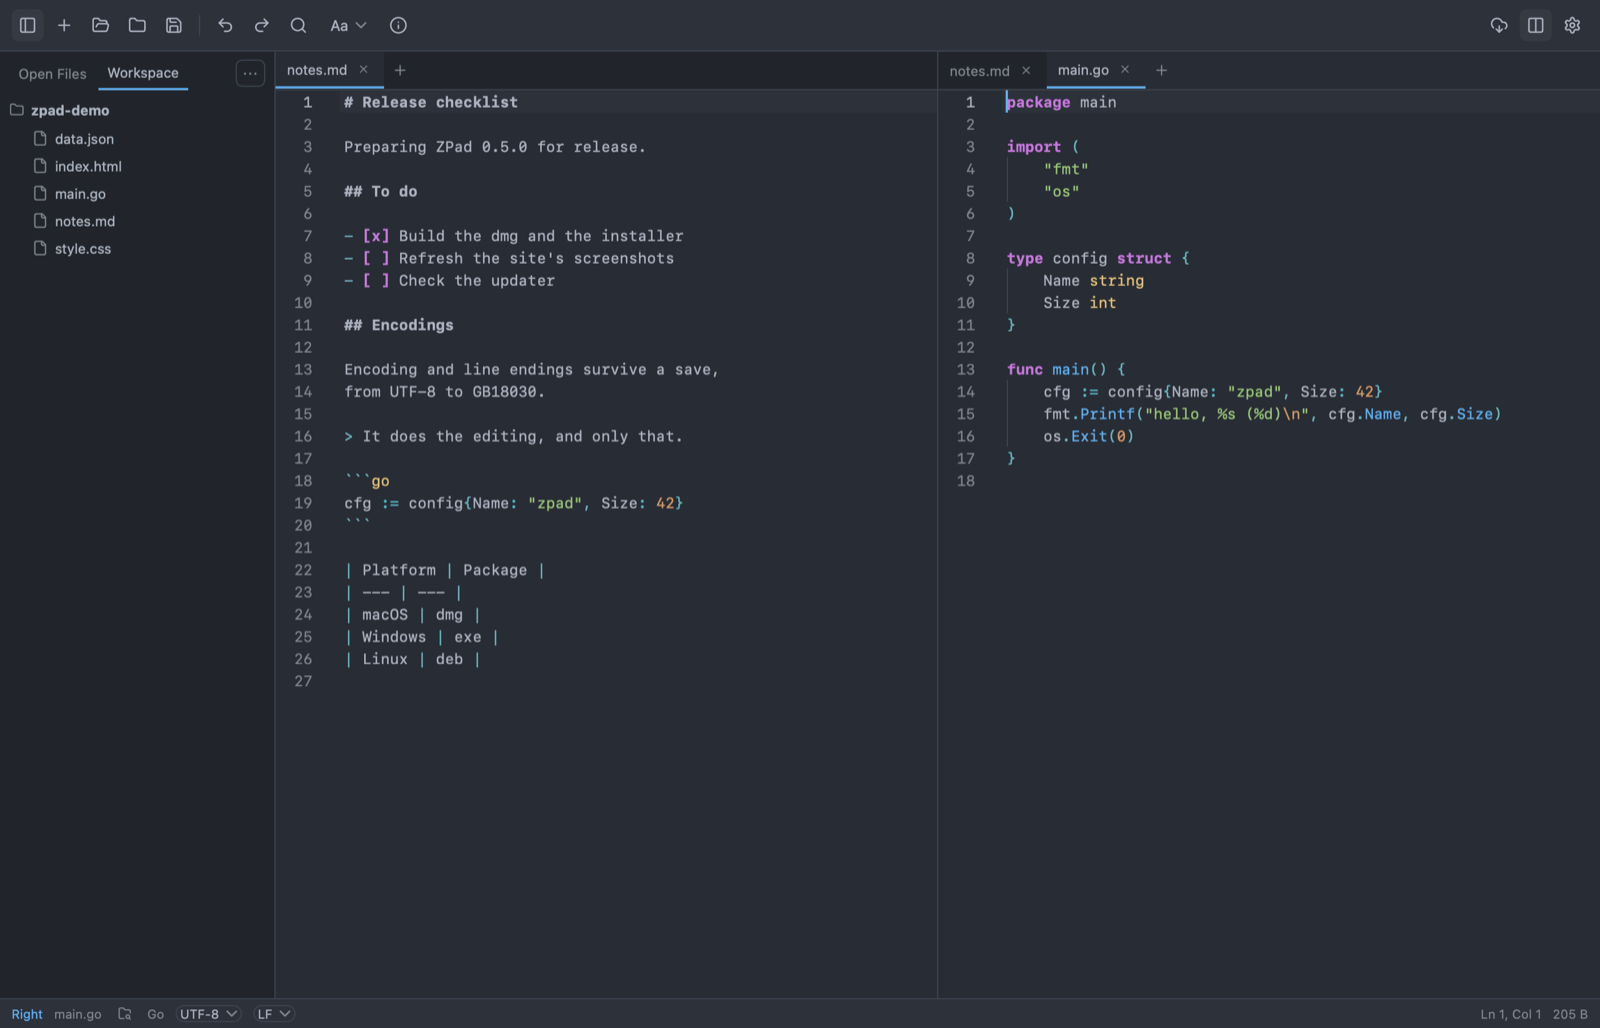 Aa
Open Files Workspace ...
zpad-demo
data.json
index.html
main.go
notes.md
style.css
notes.md
1 # Release checklist
2
3 Preparing ZPad 0.5.0 for release.
4
5 ## To do
6
7 - [x] Build the dmg and the installer
8 - [ ] Refresh the site's screenshots
9 - [ ] Check the updater
10
11 ## Encodings
12
13 Encoding and line endings survive a save,
14 from UTF-8 to GB18030.
15
16 > It does the editing, and only that.
17
18 ```go
19 cfg := config{Name: "zpad", Size: 42}
20 ```
21
22 | Platform | Package |
23 | --- | --- |
24 | macOS | dmg |
25 | Windows | exe |
26 | Linux | deb |
27
notes.md main.go
1 package main
2
3 import (
4 "fmt"
5 "os"
6 )
7
8 type config struct {
9 Name string
10 Size int
11 }
12
13 func main() {
14 cfg := config{Name: "zpad", Size: 42}
15 fmt.Printf("hello, %s (%d)\n", cfg.Name, cfg.Size)
16 os.Exit(0)
17 }
18
Right main.go Go UTF-8 LF Ln 1, Col 1 205 B